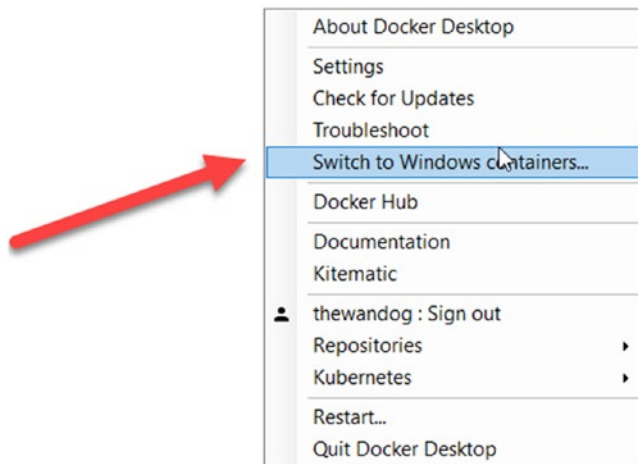 About Docker Desktop
Settings
Check for Updates
Troubleshoot
Switch to Windows containers...
Docker Hub
Documentation
Kitematic
thewandog : Sign out
Repositories
Kubernetes
Restart...
Quit Docker Desktop